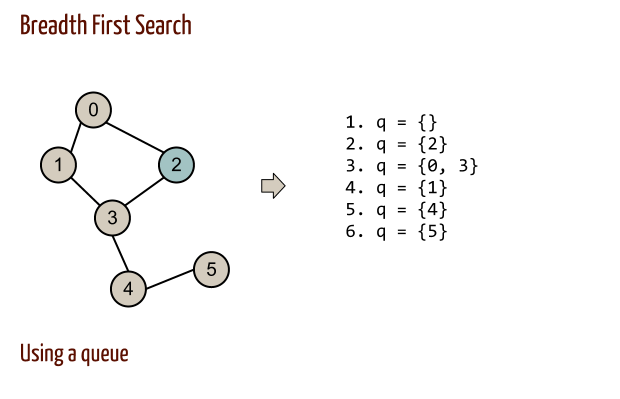 Breadth First Search
0
1
2
3
4
5
1. q = {}
2. q = {2}
3. q = {0, 3}
4. q = {1}
5. q = {4}
6. q = {5}
Using a queue